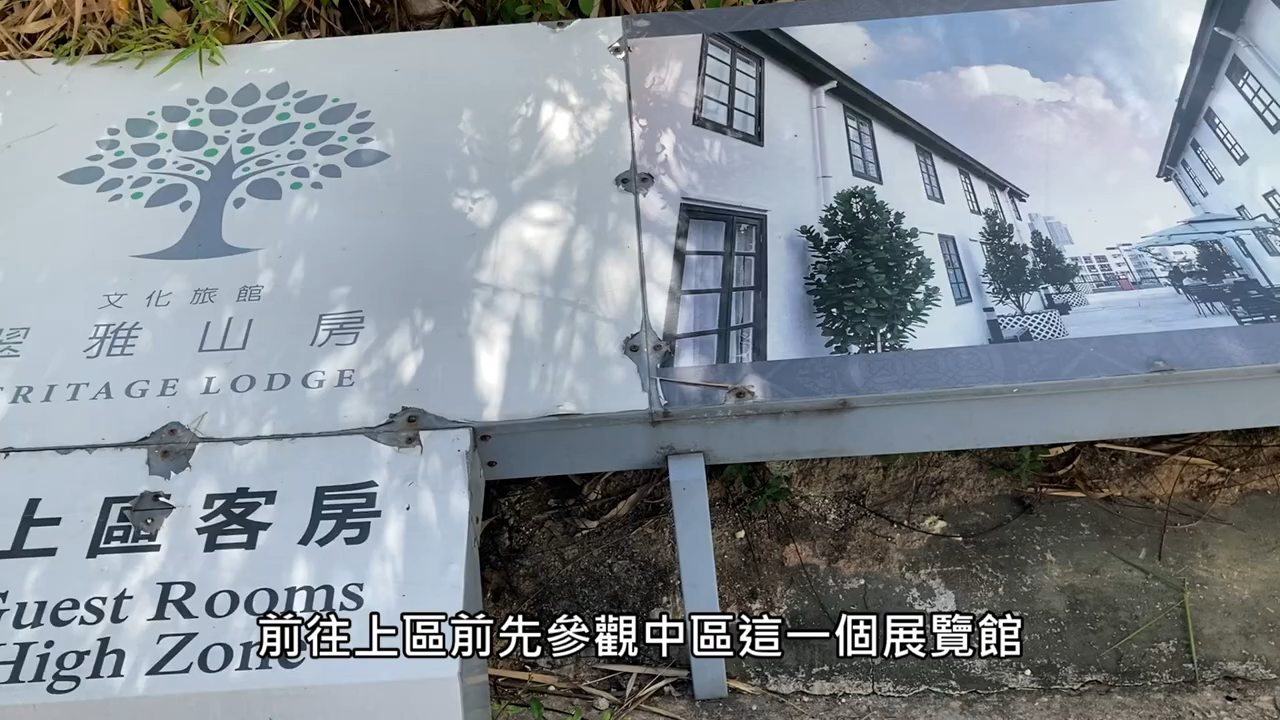 文化旅館
翠雅山房
HERITAGE LODGE
上區客房
Guest Rooms
High Zone
前往上區前先參觀中區這一個展覽館